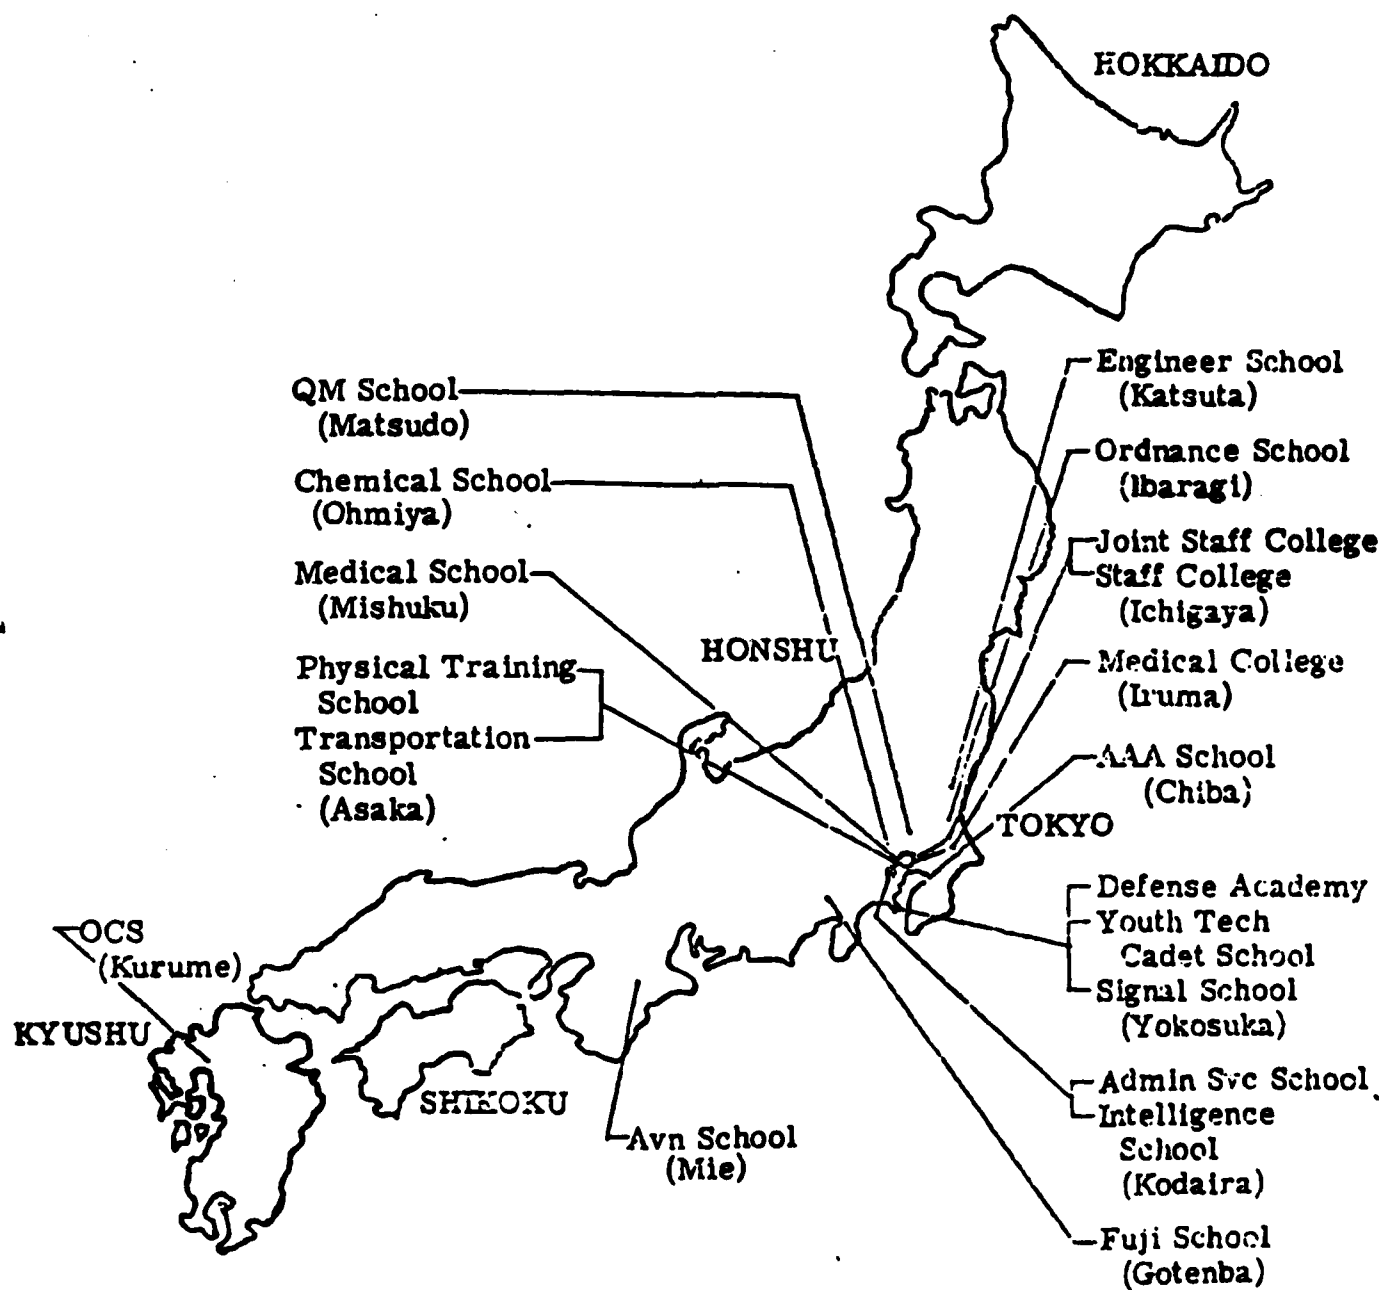 HOKKAIDO
QM School
(Matsudo)
Chemical School
(Ohmiya)
Medical School
(Mishuku)
Physical Training
School
Transportation
School
(Asaka)
HONSHU
Engineer School
(Katsuta)
Ordnance School
(Ibaragi)
Joint Staff College
Staff College
(Ichigaya)
Medical College
(Iruma)
AAA School
(Chiba)
TOKYO
Defense Academy
Youth Tech
Cadet School
Signal School
(Yokosuka)
Admin Svc School
Intelligence
School
(Kodaira)
Fuji School
(Gotenba)
OCS
(Kurume)
KYUSHU
SHIKOKU
Avn School
(Mie)